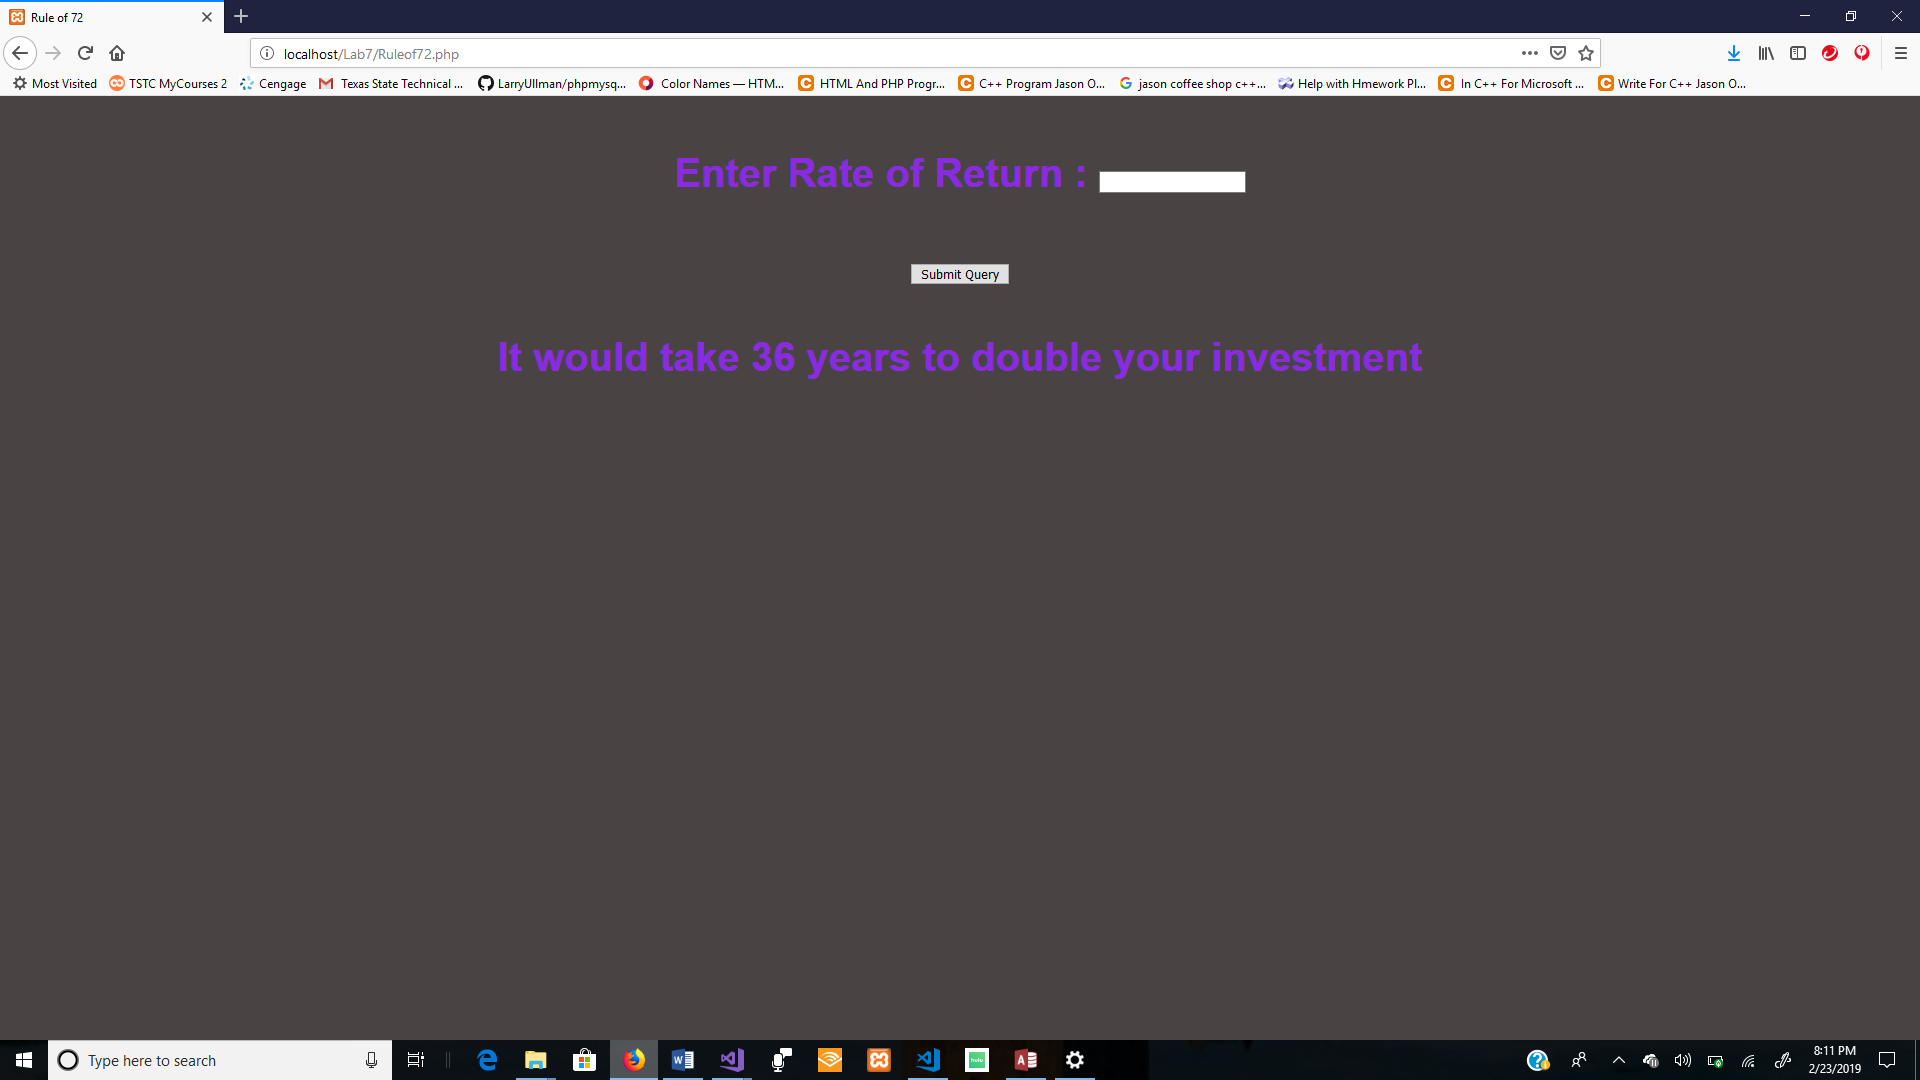 Rule of 72
localhost/Lab7/Ruleof72.php
Most Visited TSTC MyCourses 2 Cengage Texas State Technical ... LarryUllman/phpmysq... Color Names — HTM... HTML And PHP Progr... C++ Program Jason O... jason coffee shop c++... Help with Hmework Pl... In C++ For Microsoft ... Write For C++ Jason O...
Enter Rate of Return :
Submit Query
It would take 36 years to double your investment
Type here to search
hulu
8:11 PM
2/23/2019